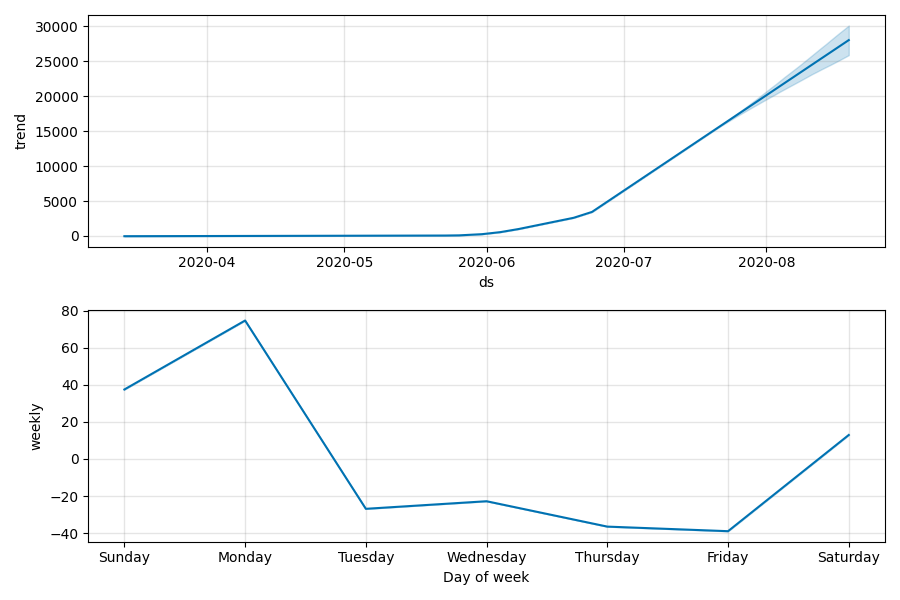 30000
25000
20000
15000
10000
5000
0
trend
2020-04 2020-05 2020-06 2020-07 2020-08
ds
80
60
40
20
0
−20
−40
weekly
Sunday Monday Tuesday Wednesday Thursday Friday Saturday
Day of week